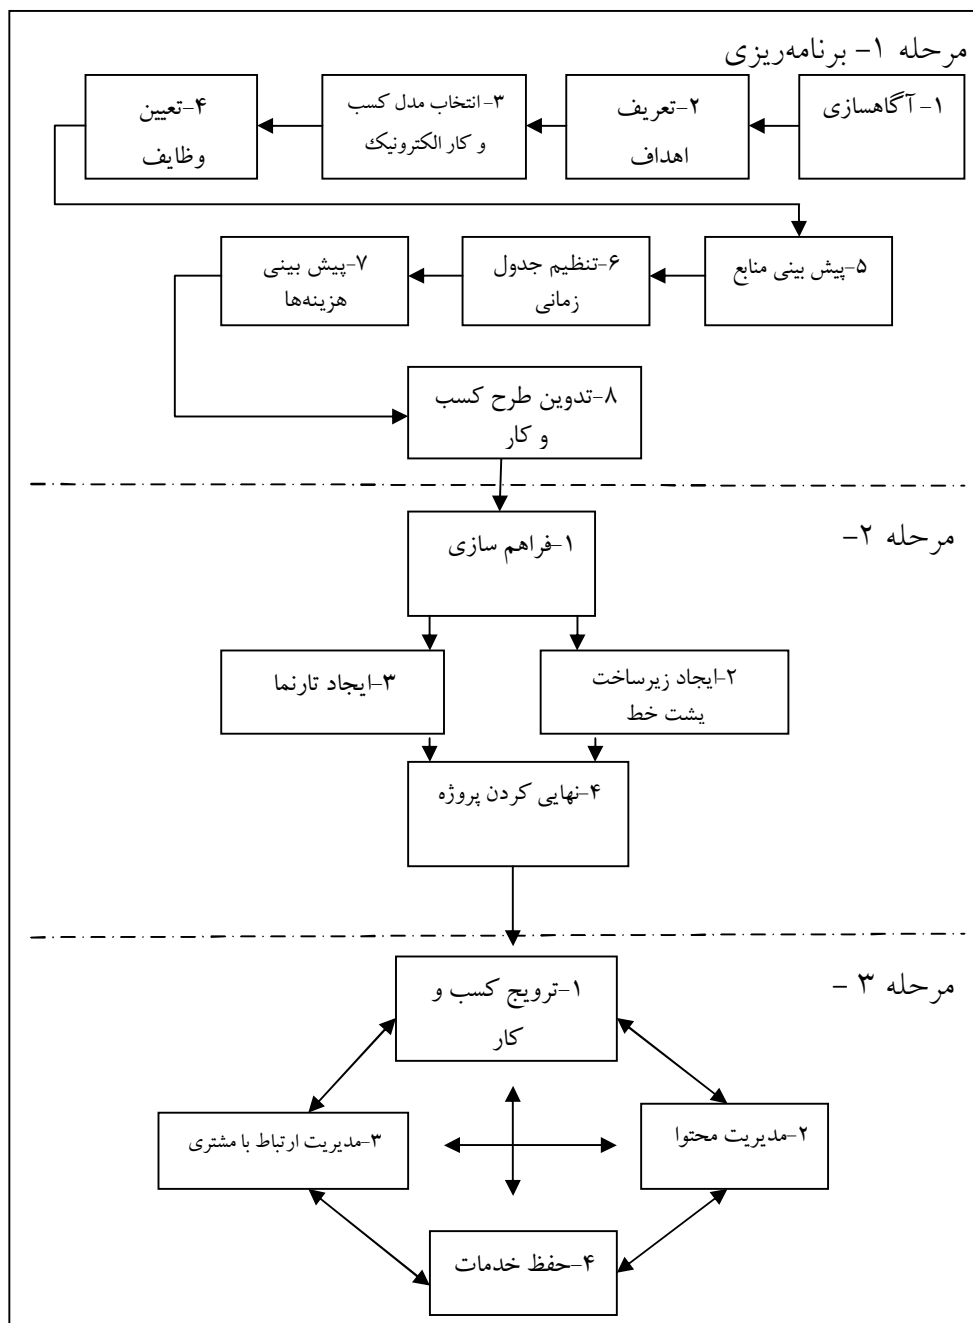 مرحله ۱- برنامه‌ریزی
۱- آگاهسازی
۲-تعریف
اهداف
۳- انتخاب مدل کسب
و کار الکترونیک
۴-تعیین
وظایف
۵-پیش بینی منابع
۶-تنظیم جدول
زمانی
۷-پیش بینی
هزینه‌ها
۸-تدوین طرح کسب
و کار
مرحله ۲-
۱-فراهم سازی
۲-ایجاد زیرساخت
پشت خط
۳-ایجاد تارنما
۴-نهایی کردن پروژه
مرحله ۳ -
۱-ترویج کسب و
کار
۲-مدیریت محتوا
۳-مدیریت ارتباط با مشتری
۴-حفظ خدمات